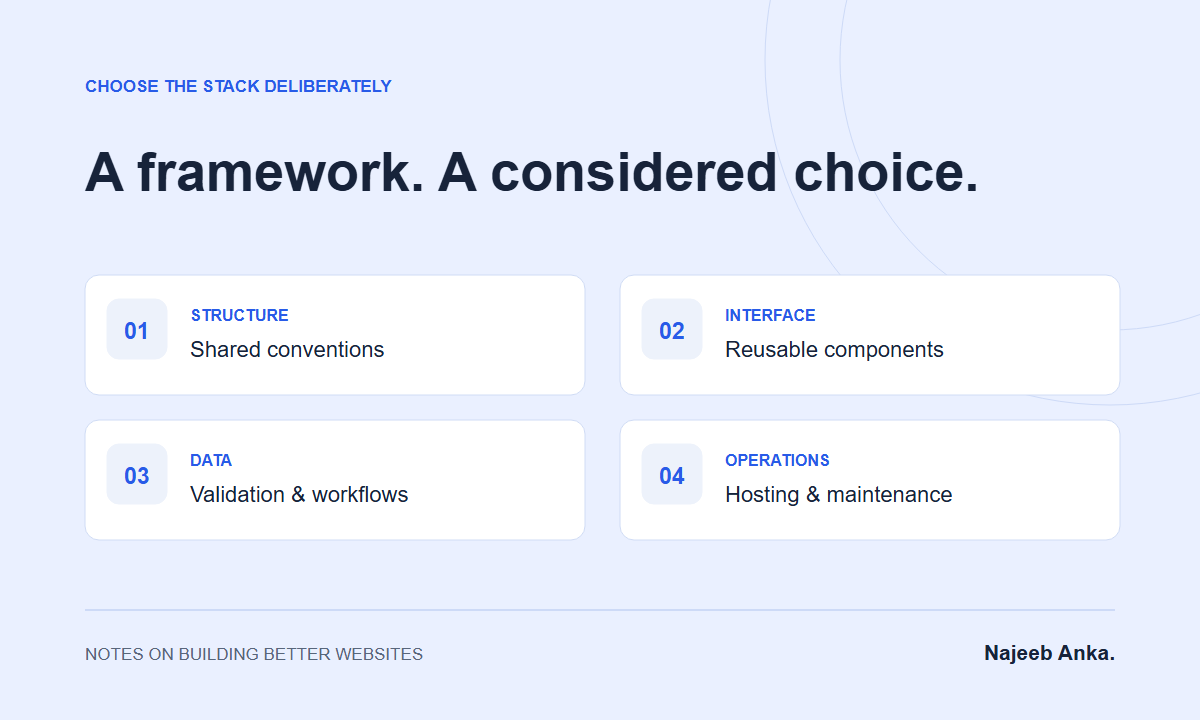 CHOOSE THE STACK DELIBERATELY
A framework. A considered choice.
01
STRUCTURE
Shared conventions
02
INTERFACE
Reusable components
03
DATA
Validation & workflows
04
OPERATIONS
Hosting & maintenance
NOTES ON BUILDING BETTER WEBSITES
Najeeb Anka.